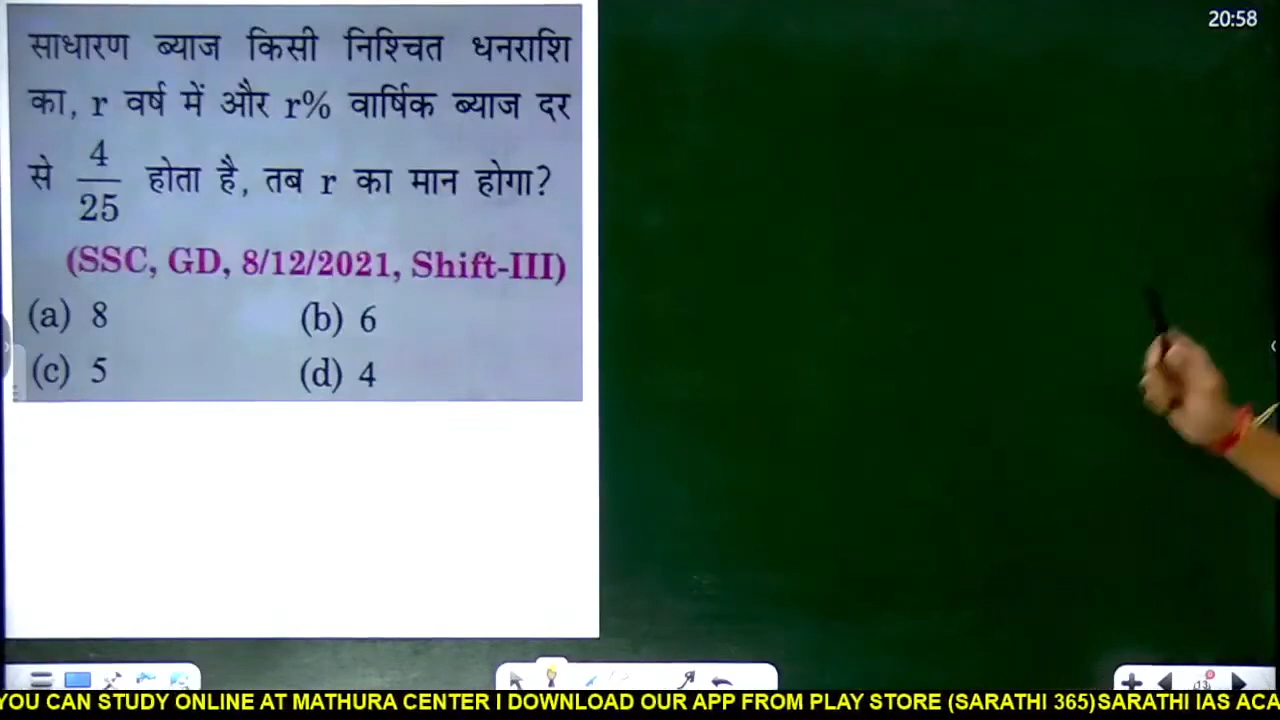 20:58
साधारण ब्याज किसी निश्चित धनराशि
का, r वर्ष में और r% वार्षिक ब्याज दर
से 4/25 होता है, तब r का मान होगा?
(SSC, GD, 8/12/2021, Shift-III)
(a) 8 (b) 6
(c) 5 (d) 4
YOU CAN STUDY ONLINE AT MATHURA CENTER I DOWNLOAD OUR APP FROM PLAY STORE (SARATHI 365)SARATHI IAS ACA